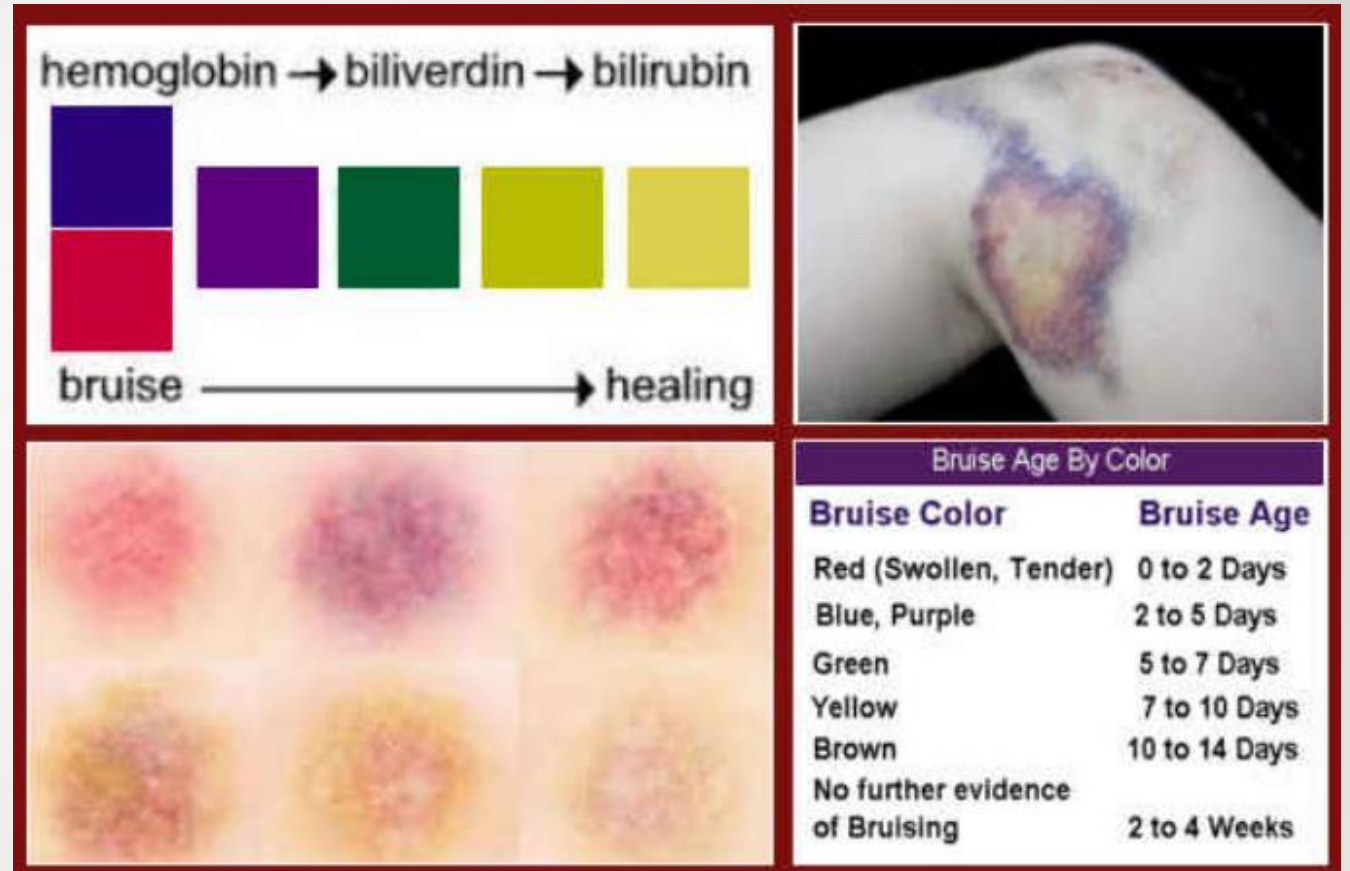 hemoglobin → biliverdin → bilirubin
bruise → healing
Bruise Age By Color
Bruise Color Bruise Age
Red (Swollen, Tender) 0 to 2 Days
Blue, Purple 2 to 5 Days
Green 5 to 7 Days
Yellow 7 to 10 Days
Brown 10 to 14 Days
No further evidence
of Bruising 2 to 4 Weeks